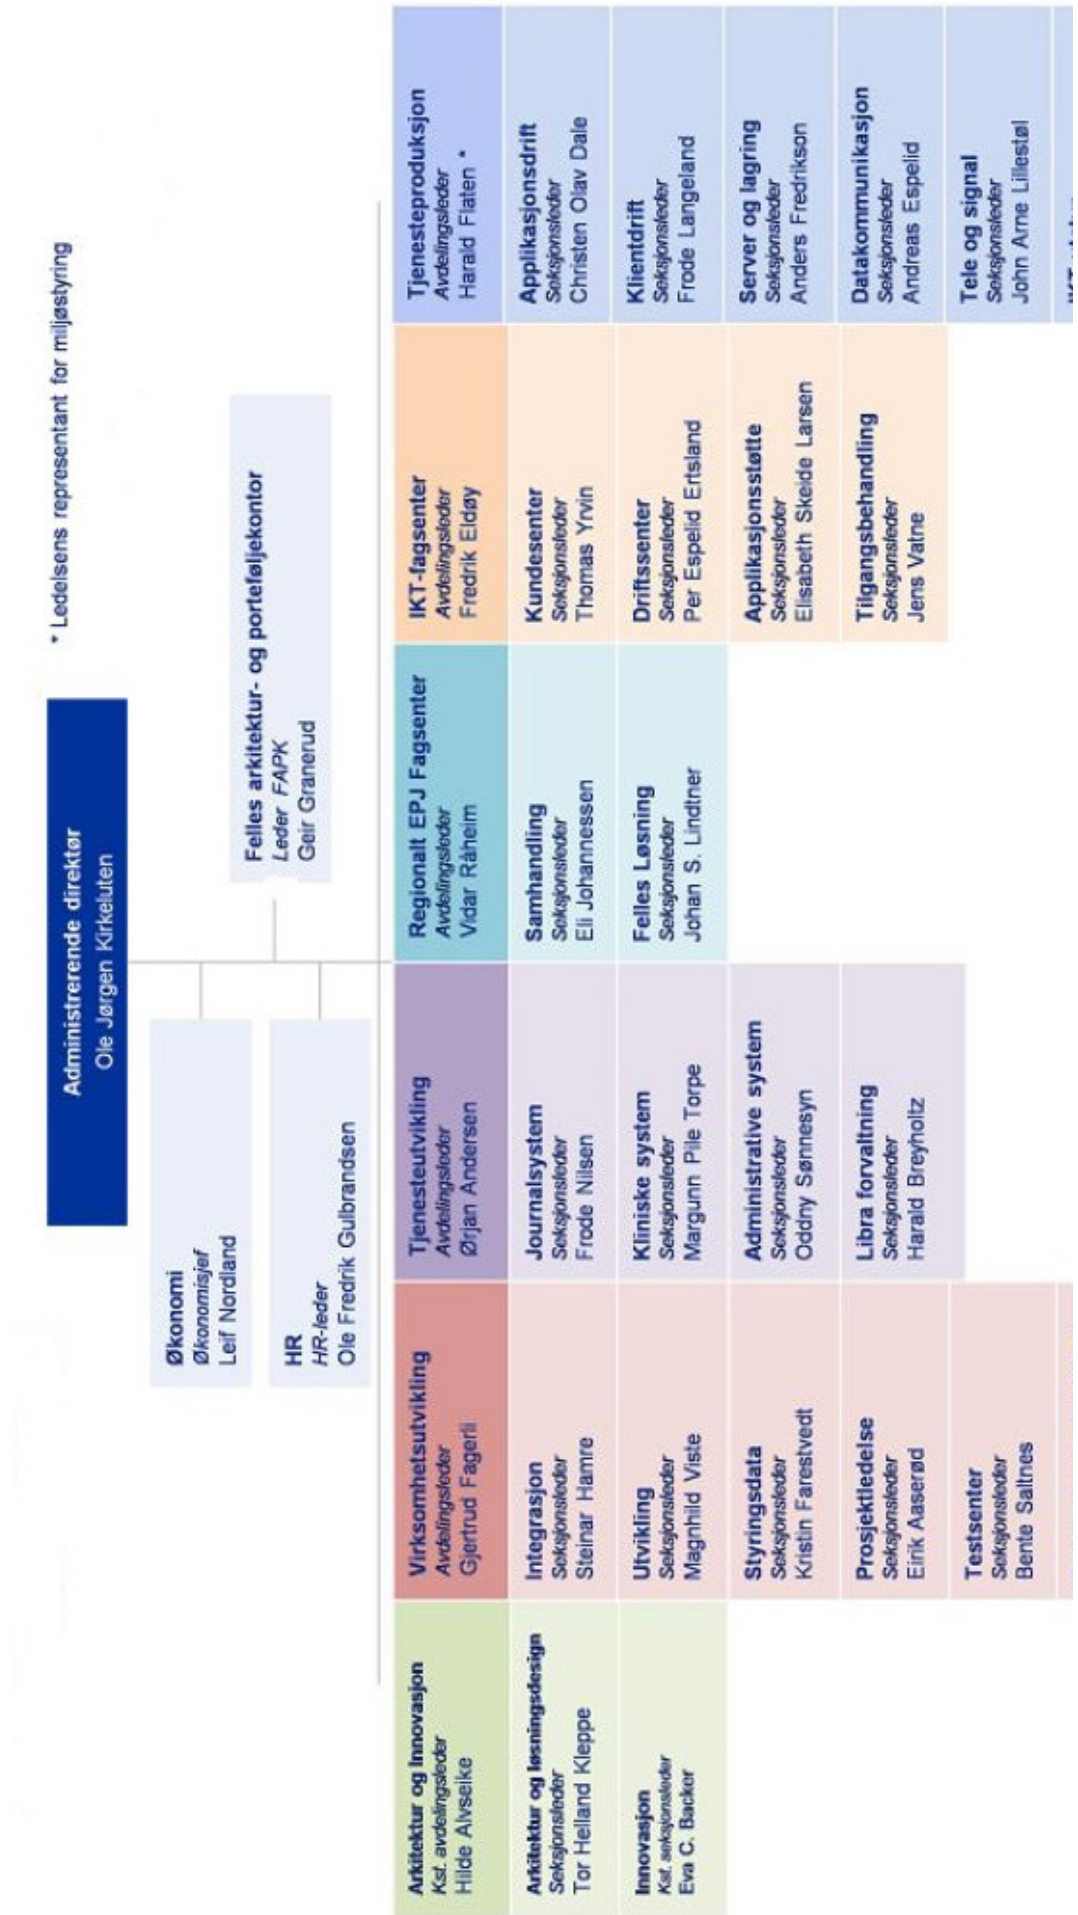 Administrerende direktør
Ole Jørgen Kirkeluten
* Ledelsens representant for miljøstyring
Økonomi
Økonomisjef
Leif Nordland
HR
HR-leder
Ole Fredrik Gulbrandsen
Felles arkitektur- og porteføljekontor
Leder FAPK
Geir Granerud
Arkitektur og Innovasjon
Kst. avdelingsleder
Hilde Alvseike
Arkitektur og løsningsdesign
Seksjonsleder
Tor Helland Kleppe
Innovasjon
Kst. seksjonsleder
Eva C. Backer
Virksomhetsutvikling
Avdelingsleder
Gjertrud Fagerli
Integrasjon
Seksjonsleder
Steinar Hamre
Utvikling
Seksjonsleder
Magnhild Viste
Styringsdata
Seksjonsleder
Kristin Farestvedt
Prosjektledelse
Seksjonsleder
Eirik Aaserød
Testsenter
Seksjonsleder
Bente Saltnes
Tjenesteutvikling
Avdelingsleder
Ørjan Andersen
Journalsystem
Seksjonsleder
Frode Nilsen
Kliniske system
Seksjonsleder
Margunn Pile Torpe
Administrative system
Seksjonsleder
Oddny Sønnesyn
Libra forvaltning
Seksjonsleder
Harald Breyholtz
Regionalt EPJ Fagsenter
Avdelingsleder
Vidar Råheim
Samhandling
Seksjonsleder
Eli Johannessen
Felles Løsning
Seksjonsleder
Johan S. Lindtner
IKT-fagsenter
Avdelingsleder
Fredrik Eldøy
Kundesenter
Seksjonsleder
Thomas Yrvin
Driftssenter
Seksjonsleder
Per Espelid Ertsland
Applikasjonsstøtte
Seksjonsleder
Elisabeth Skeide Larsen
Tilgangsbehandling
Seksjonsleder
Jens Vatne
Tjenesteproduksjon
Avdelingsleder
Harald Flaten *
Applikasjonsdrift
Seksjonsleder
Christen Olav Dale
Klientdrift
Seksjonsleder
Frode Langeland
Server og lagring
Seksjonsleder
Anders Fredrikson
Datakommunikasjon
Seksjonsleder
Andreas Espelid
Tele og signal
Seksjonsleder
John Arne Lillestøl